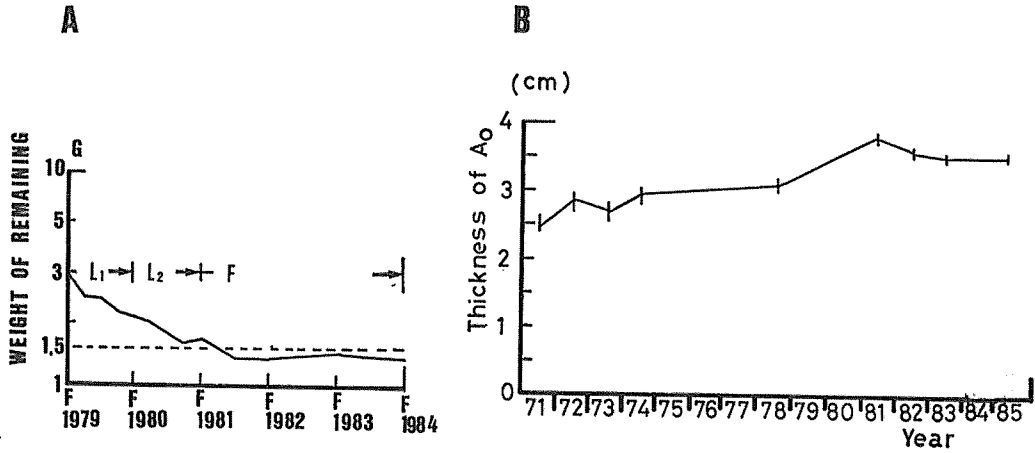 A
WEIGHT OF REMAINING
G
10
5
3
1.5
1
L₁
L₂
F
F F F F F F
1979 1980 1981 1982 1983 1984
B
(cm)
Thickness of A₀
4
3
2
1
0
71 72 73 74 75 76 77 78 79 80 81 82 83 84 85
Year